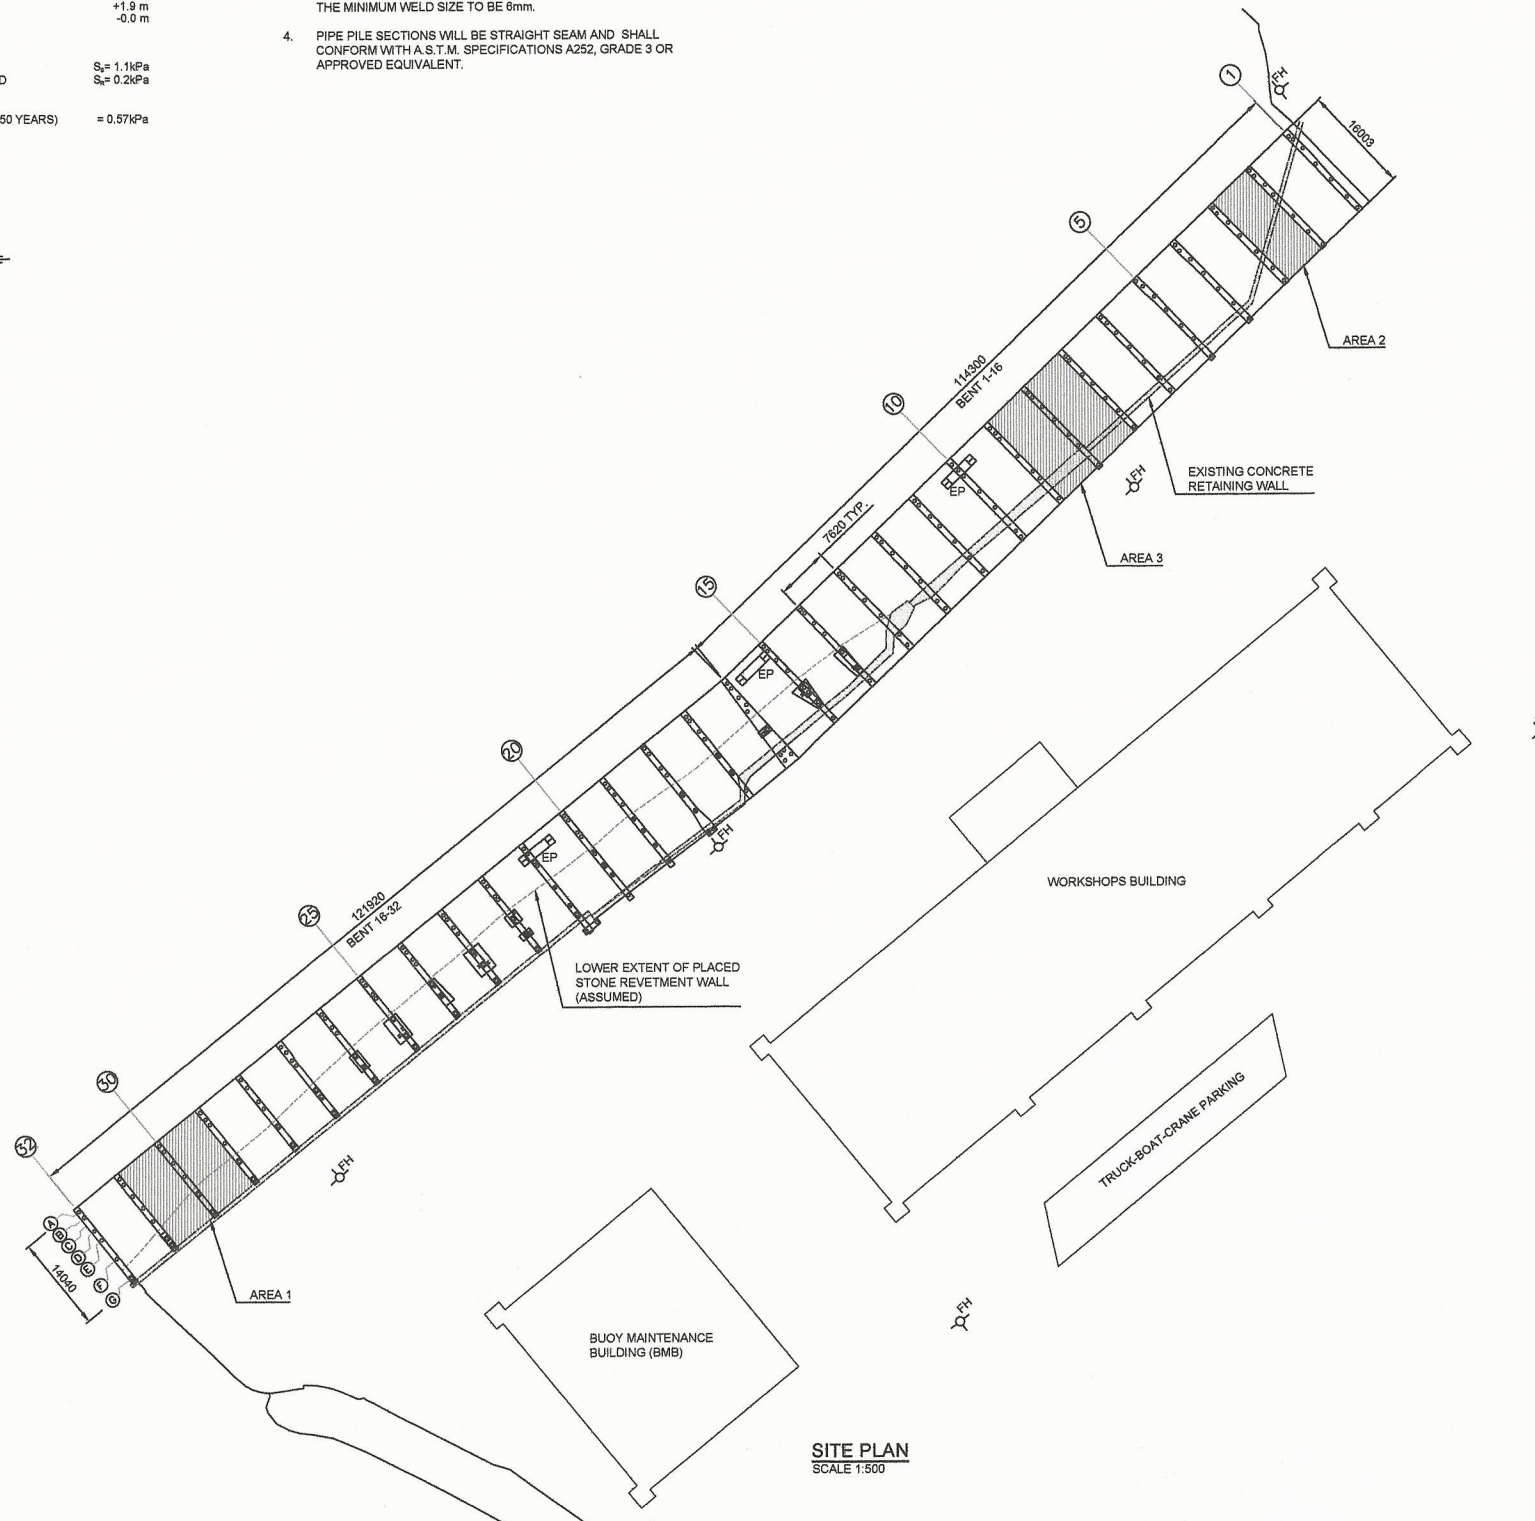 +1.9 m
-0.0 m
Sₛ= 1.1kPa
D
Sᵣ= 0.2kPa
50 YEARS)
= 0.57kPa
THE MINIMUM WELD SIZE TO BE 6mm.
4. PIPE PILE SECTIONS WILL BE STRAIGHT SEAM AND SHALL
CONFORM WITH A.S.T.M. SPECIFICATIONS A252, GRADE 3 OR
APPROVED EQUIVALENT.
1
FH
16003
5
AREA 2
114300
BENT 1-16
10
EP
EXISTING CONCRETE
RETAINING WALL
FH
AREA 3
7620 TYP.
15
EP
20
EP
FH
121920
BENT 16-32
25
LOWER EXTENT OF PLACED
STONE REVETMENT WALL
(ASSUMED)
WORKSHOPS BUILDING
30
32
FH
TRUCK-BOAT-CRANE PARKING
A
B
C
D
E
F
G
14040
AREA 1
FH
BUOY MAINTENANCE
BUILDING (BMB)
SITE PLAN
SCALE 1:500